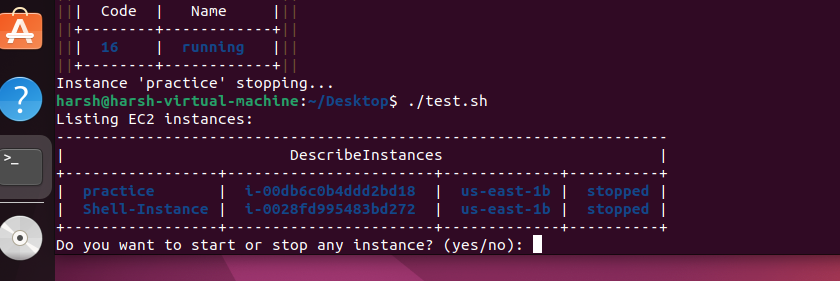 ||| Code | Name |||
||+--------+------------+||
||| 16 | running |||
||+--------+------------+||
Instance 'practice' stopping...
harsh@harsh-virtual-machine:~/Desktop$ ./test.sh
Listing EC2 instances:
-------------------------------------------------------------------
| DescribeInstances |
+----------------+----------------------+-------------+----------+
| practice | i-00db6c0b4ddd2bd18 | us-east-1b | stopped |
| Shell-Instance | i-0028fd995483bd272 | us-east-1b | stopped |
+----------------+----------------------+-------------+----------+
Do you want to start or stop any instance? (yes/no):